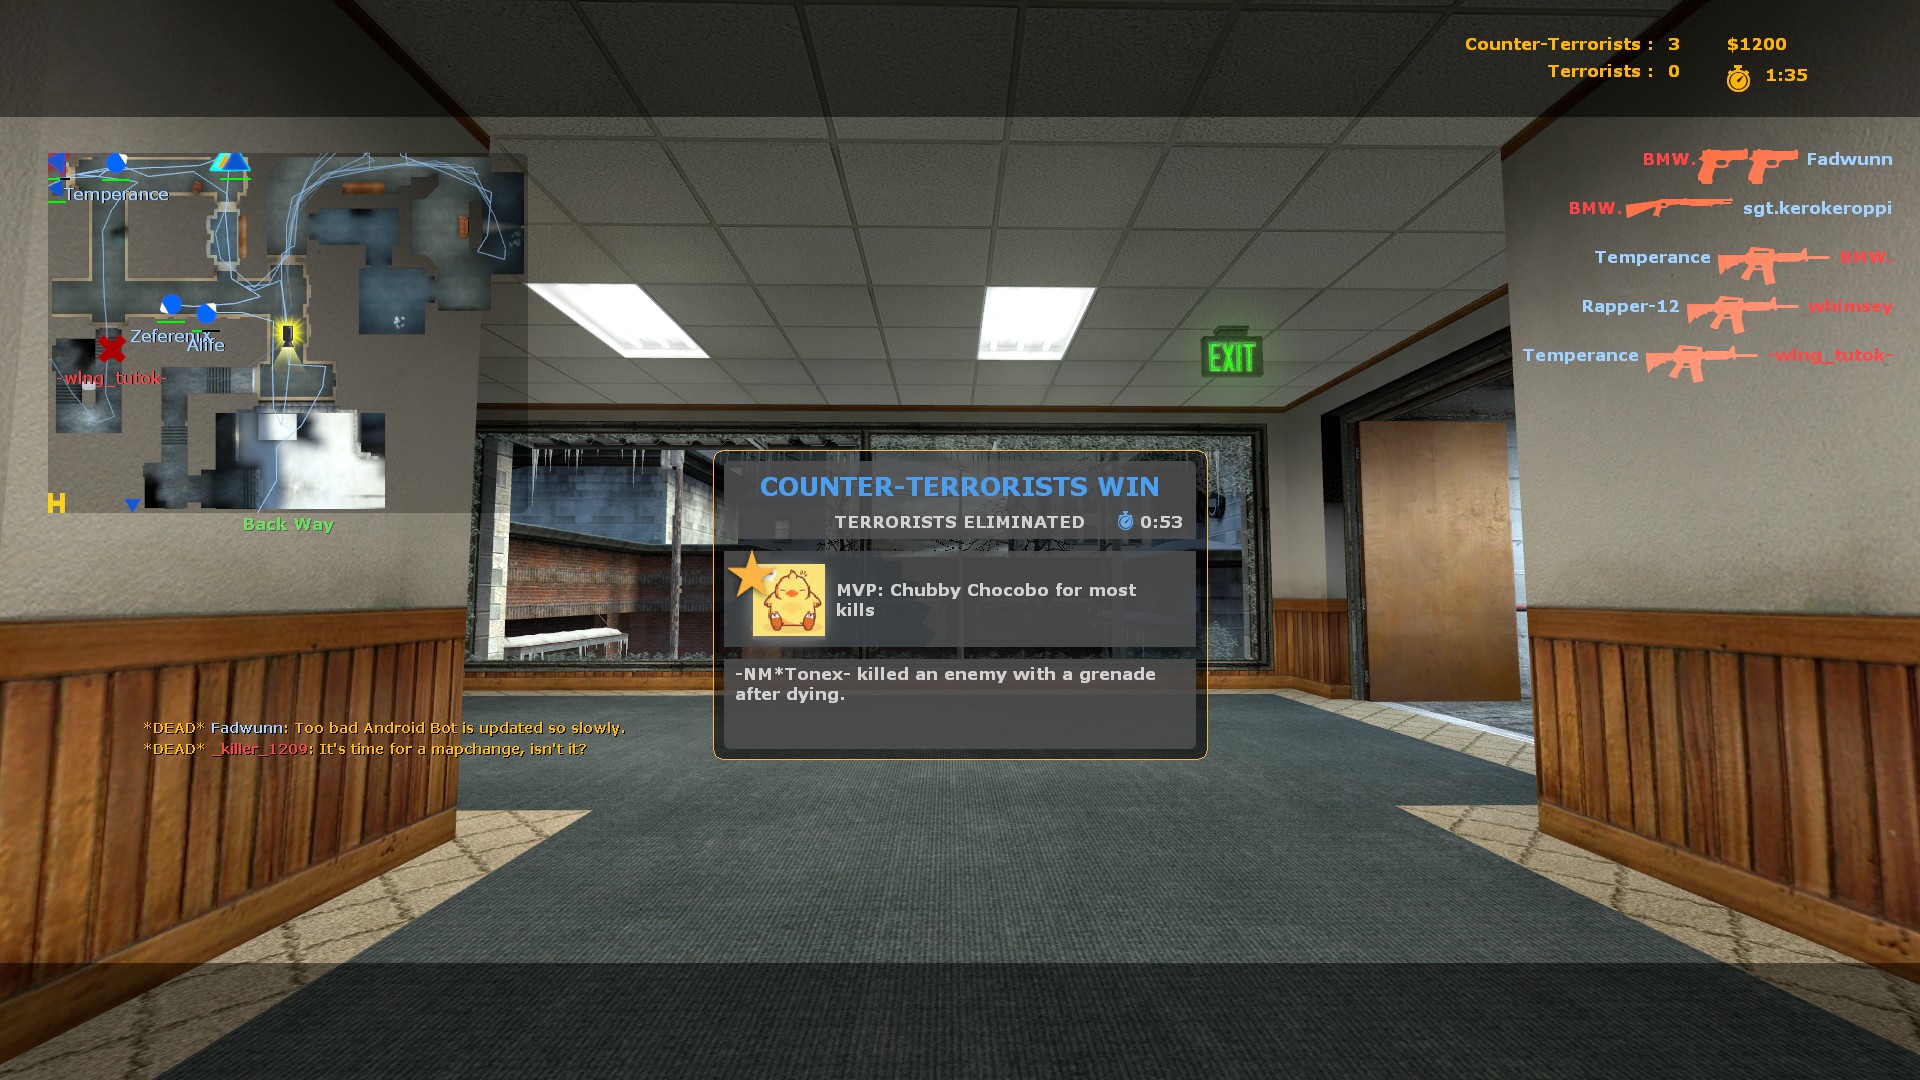 Counter-Terrorists : 3 $1200
Terrorists : 0 1:35
BMW. Fadwunn
BMW. sgt.kerokeroppi
Temperance BMW.
Rapper-12 whimsey
Temperance -wlng_tutok-
Temperance
Zeferenix
Alife
-wlng_tutok-
H
Back Way
EXIT
COUNTER-TERRORISTS WIN
TERRORISTS ELIMINATED 0:53
MVP: Chubby Chocobo for most
kills
-NM*Tonex- killed an enemy with a grenade
after dying.
*DEAD* Fadwunn: Too bad Android Bot is updated so slowly.
*DEAD* _killer_1209: It's time for a mapchange, isn't it?